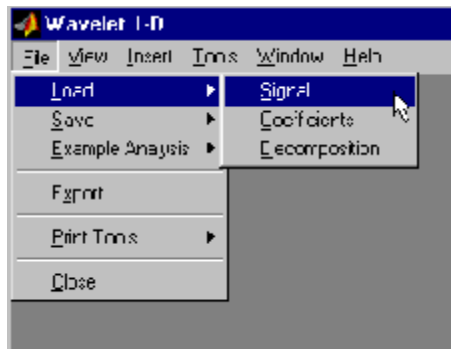 Wavelet 1-D
File View Insert Tools Window Help
Load Signal
Save Coefficients
Example Analysis Decomposition
Export
Print Tools
Close